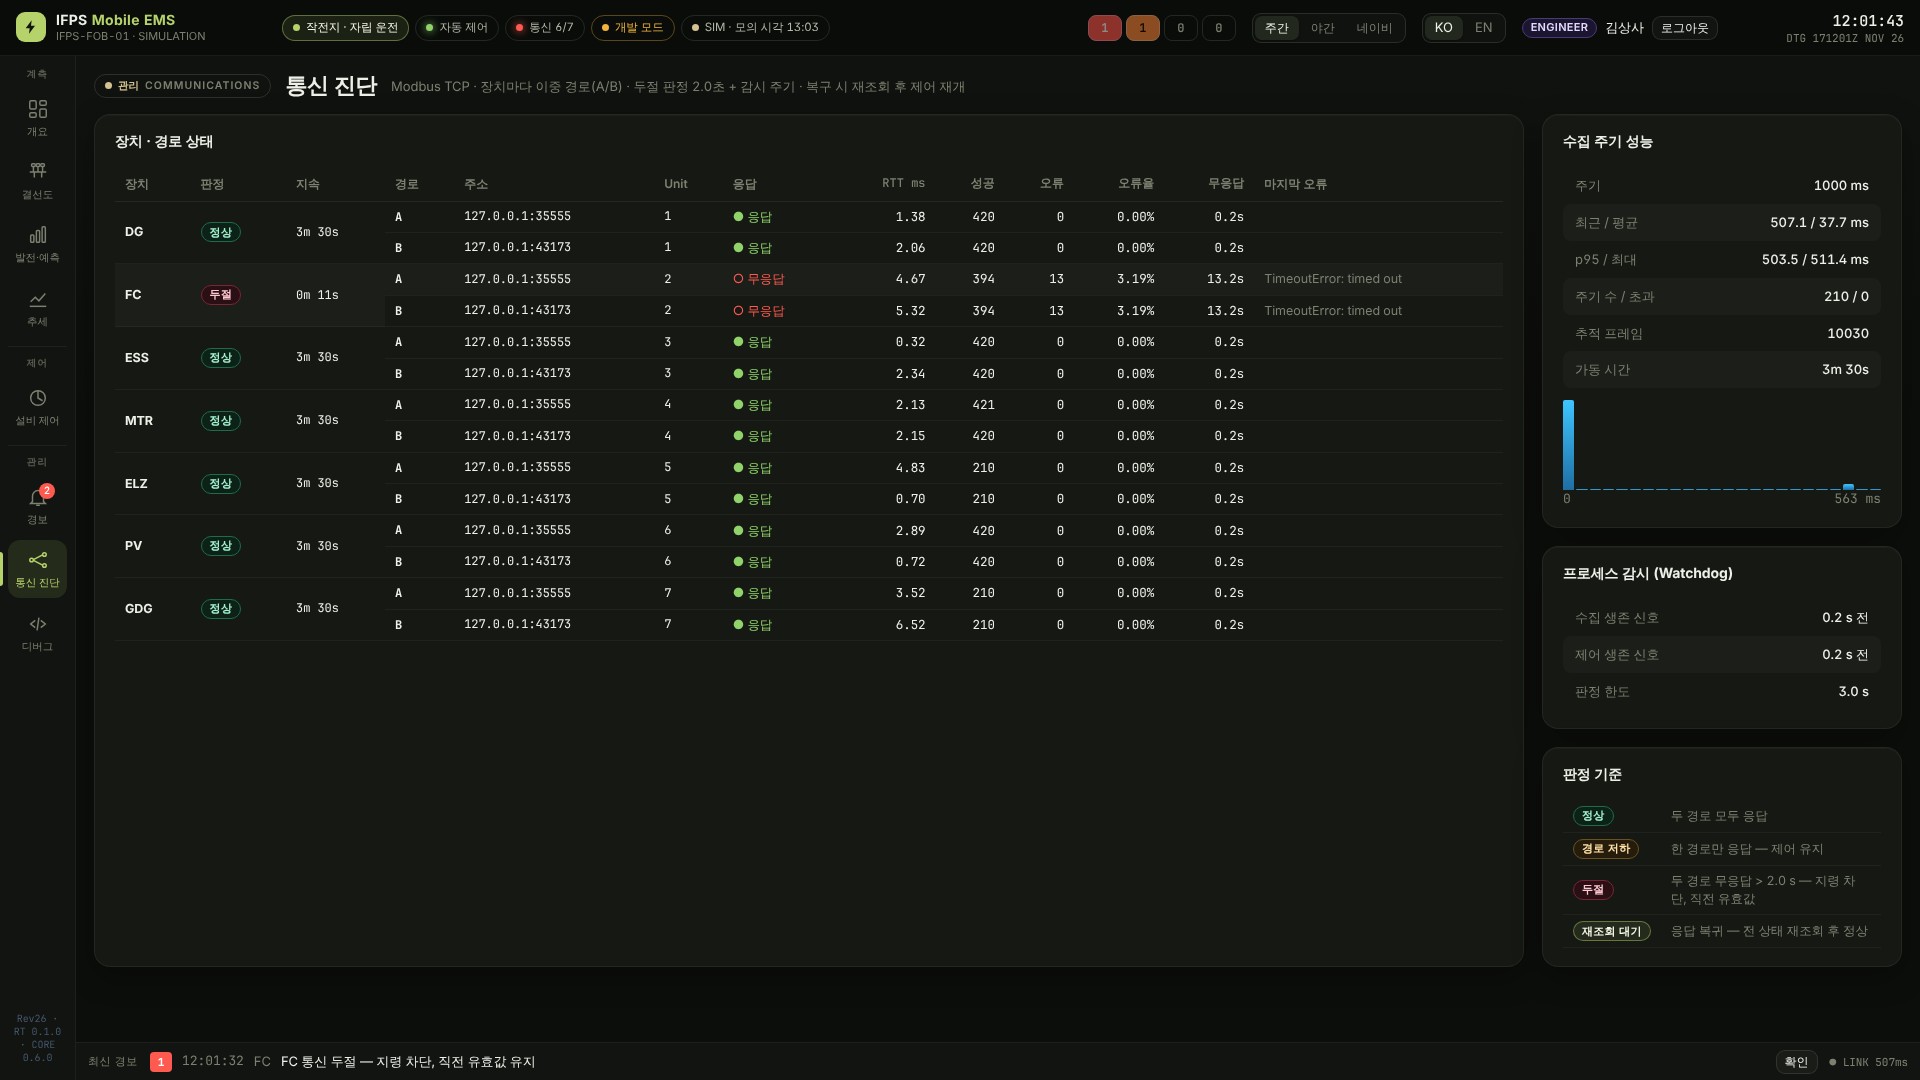 IFPS Mobile EMS
IFPS-FOB-01 · SIMULATION
작전지 · 자립 운전
자동 제어
통신 6/7
개발 모드
SIM · 모의 시각 13:03
1 1 0 0
주간 야간 네이비
KO EN
ENGINEER 김상사 로그아웃
12:01:43
DTG 171201Z NOV 26
계측
개요
결선도
발전·예측
추세
제어
설비 제어
관리
2
경보
통신 진단
디버그
Rev26 ·
RT 0.1.0
· CORE
0.6.0
관리 COMMUNICATIONS
통신 진단
Modbus TCP · 장치마다 이중 경로(A/B) · 두절 판정 2.0초 + 감시 주기 · 복구 시 재조회 후 제어 재개
장치 · 경로 상태
장치 판정 지속 경로 주소 Unit 응답 RTT ms 성공 오류 오류율 무응답 마지막 오류
DG 정상 3m 30s
A 127.0.0.1:35555 1 응답 1.38 420 0 0.00% 0.2s
B 127.0.0.1:43173 1 응답 2.06 420 0 0.00% 0.2s
FC 두절 0m 11s
A 127.0.0.1:35555 2 무응답 4.67 394 13 3.19% 13.2s TimeoutError: timed out
B 127.0.0.1:43173 2 무응답 5.32 394 13 3.19% 13.2s TimeoutError: timed out
ESS 정상 3m 30s
A 127.0.0.1:35555 3 응답 0.32 420 0 0.00% 0.2s
B 127.0.0.1:43173 3 응답 2.34 420 0 0.00% 0.2s
MTR 정상 3m 30s
A 127.0.0.1:35555 4 응답 2.13 421 0 0.00% 0.2s
B 127.0.0.1:43173 4 응답 2.15 420 0 0.00% 0.2s
ELZ 정상 3m 30s
A 127.0.0.1:35555 5 응답 4.83 210 0 0.00% 0.2s
B 127.0.0.1:43173 5 응답 0.70 210 0 0.00% 0.2s
PV 정상 3m 30s
A 127.0.0.1:35555 6 응답 2.89 420 0 0.00% 0.2s
B 127.0.0.1:43173 6 응답 0.72 420 0 0.00% 0.2s
GDG 정상 3m 30s
A 127.0.0.1:35555 7 응답 3.52 210 0 0.00% 0.2s
B 127.0.0.1:43173 7 응답 6.52 210 0 0.00% 0.2s
수집 주기 성능
주기 1000 ms
최근 / 평균 507.1 / 37.7 ms
p95 / 최대 503.5 / 511.4 ms
주기 수 / 초과 210 / 0
추적 프레임 10030
가동 시간 3m 30s
0 563 ms
프로세스 감시 (Watchdog)
수집 생존 신호 0.2 s 전
제어 생존 신호 0.2 s 전
판정 한도 3.0 s
판정 기준
정상 두 경로 모두 응답
경로 저하 한 경로만 응답 — 제어 유지
두절 두 경로 무응답 > 2.0 s — 지령 차
단, 직전 유효값
재조회 대기 응답 복귀 — 전 상태 재조회 후 정상
최신 경보 1 12:01:32 FC FC 통신 두절 — 지령 차단, 직전 유효값 유지
확인 LINK 507ms